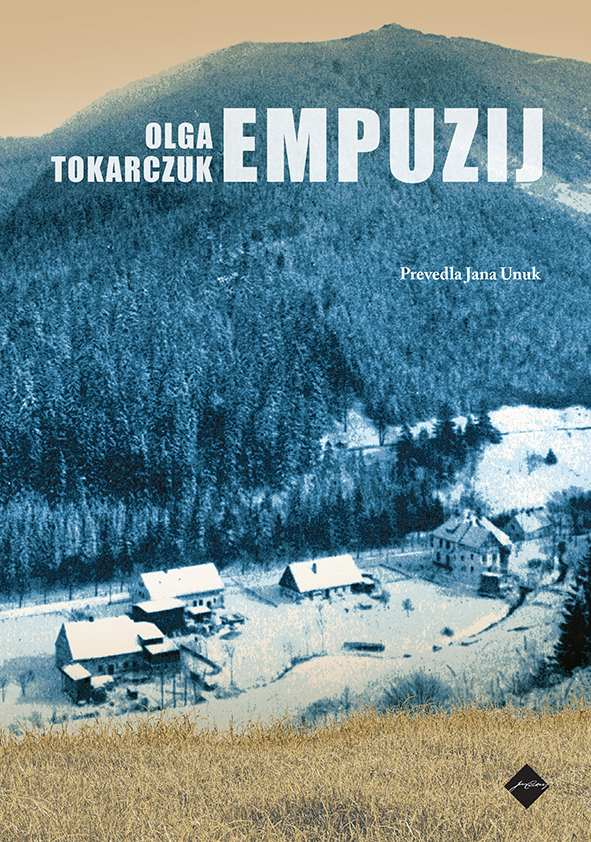 OLGA
TOKARCZUK
EMPUZIJ
Prevedla Jana Unuk